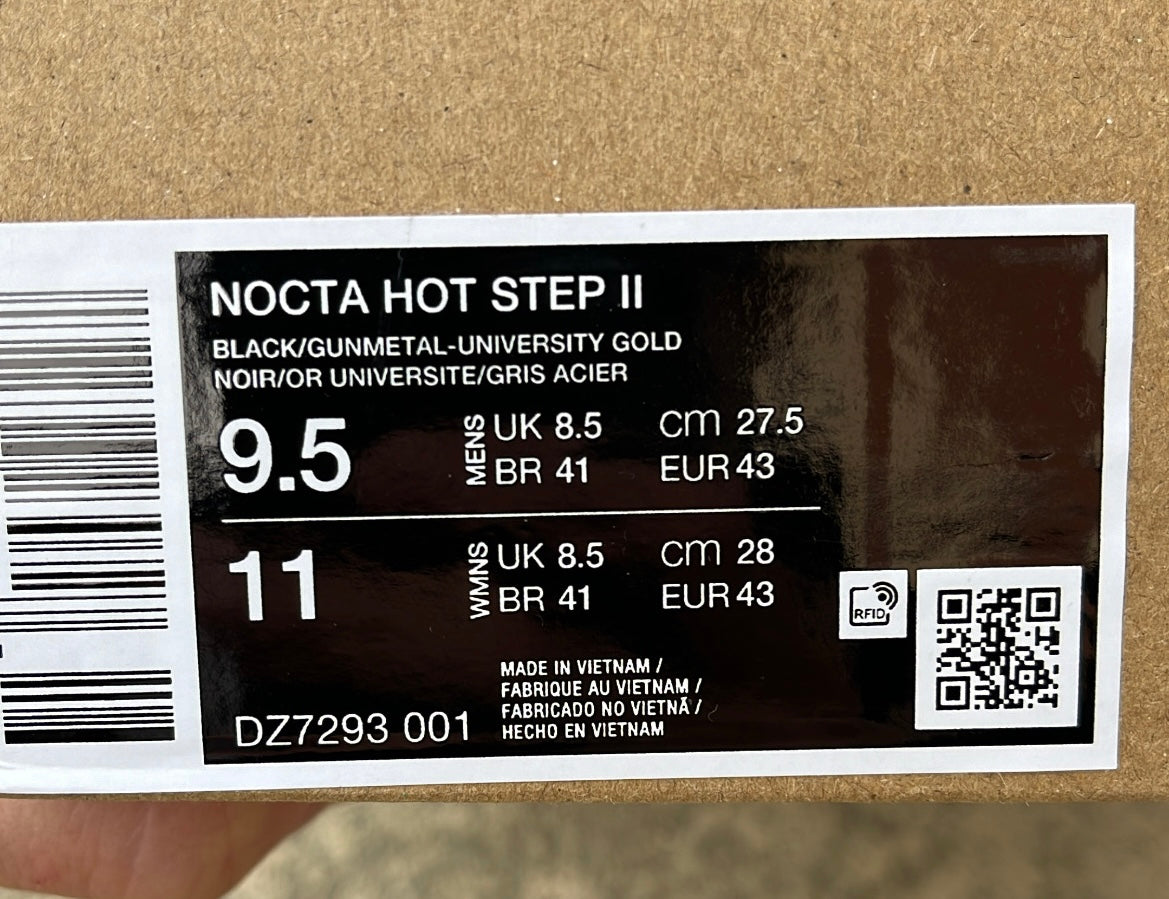 NOCTA HOT STEP II
BLACK/GUNMETAL-UNIVERSITY GOLD
NOIR/OR UNIVERSITE/GRIS ACIER
9.5
MENS
UK 8.5 cm 27.5
BR 41 EUR 43
11
WMNS
UK 8.5 cm 28
BR 41 EUR 43
RFID
MADE IN VIETNAM /
FABRIQUE AU VIETNAM /
FABRICADO NO VIETNÃ /
HECHO EN VIETNAM
DZ7293 001